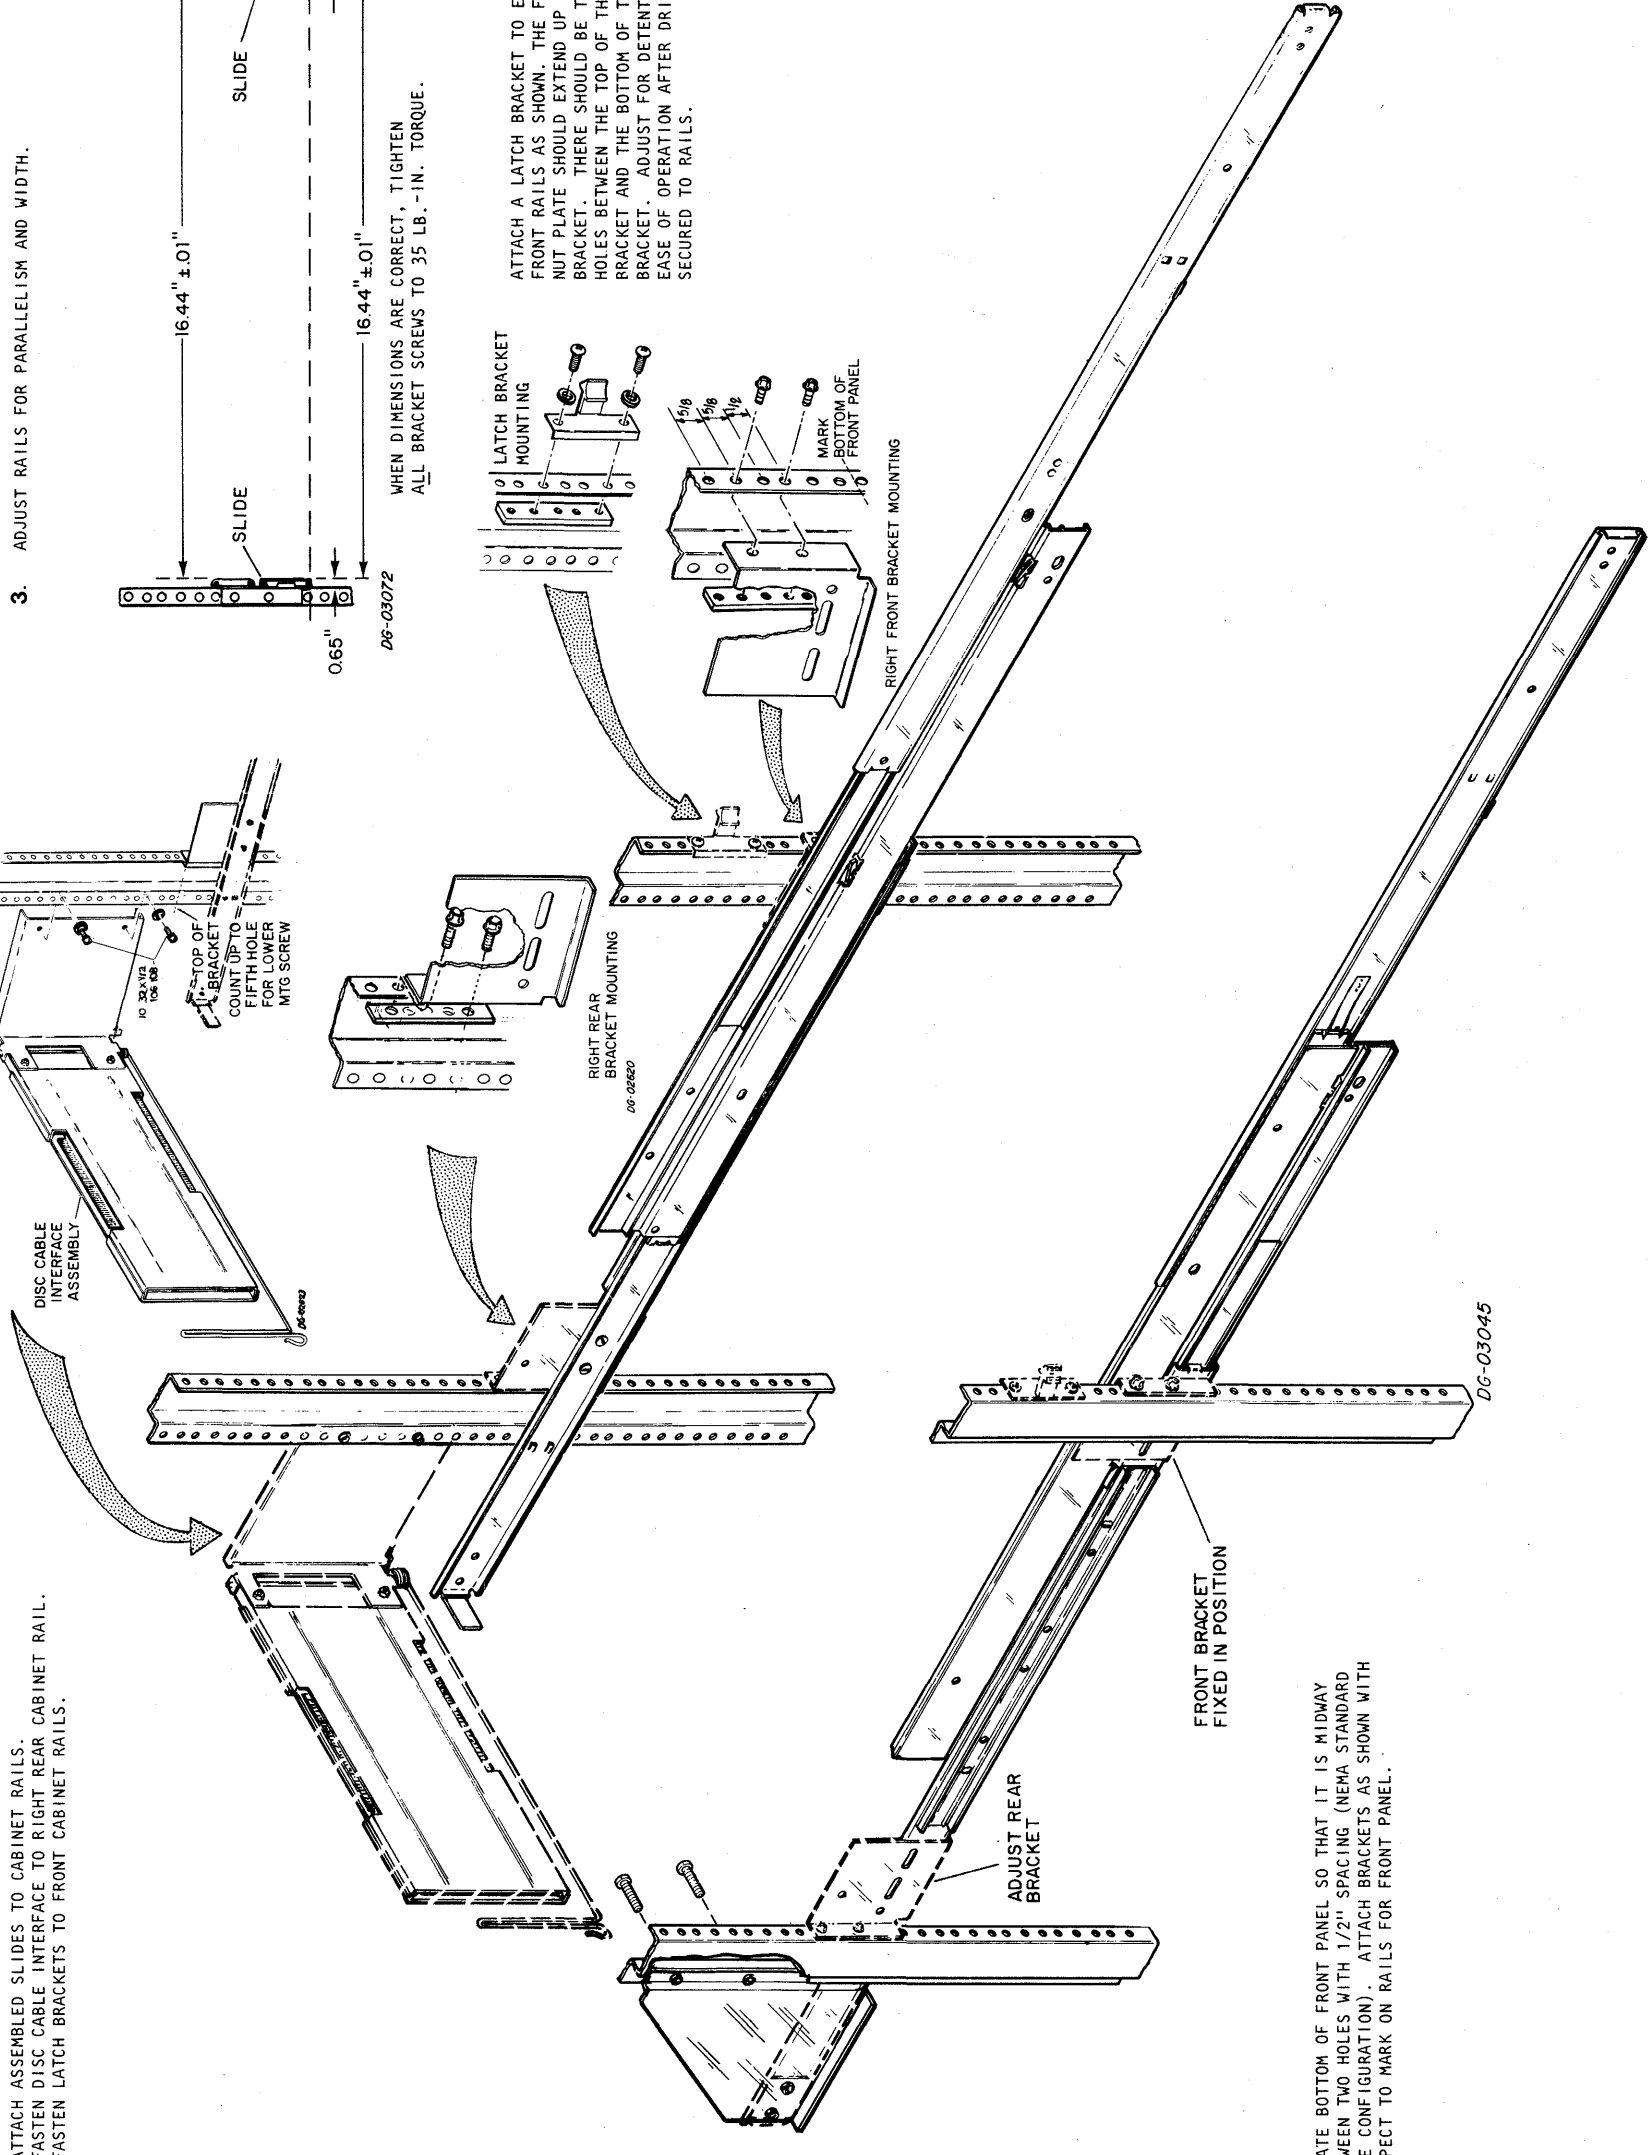 TTACH ASSEMBLED SLIDES TO CABINET RAILS.
FASTEN DISC CABLE INTERFACE TO RIGHT REAR CABINET RAIL.
FASTEN LATCH BRACKETS TO FRONT CABINET RAILS.
DISC CABLE
INTERFACE
ASSEMBLY
TOP OF
BRACKET
COUNT UP TO
FIFTH HOLE
FOR LOWER
MTG SCREW
3. ADJUST RAILS FOR PARALLELISM AND WIDTH.
16.44" ±.01"
SLIDE
SLIDE
16.44" ±.01"
0.65"
DG-03072
WHEN DIMENSIONS ARE CORRECT, TIGHTEN
ALL BRACKET SCREWS TO 35 LB.-IN. TORQUE.
ATTACH A LATCH BRACKET TO E
FRONT RAILS AS SHOWN. THE F
NUT PLATE SHOULD EXTEND UP
BRACKET. THERE SHOULD BE T
HOLES BETWEEN THE TOP OF TH
BRACKET AND THE BOTTOM OF T
BRACKET. ADJUST FOR DETENT
EASE OF OPERATION AFTER DRI
SECURED TO RAILS.
LATCH BRACKET
MOUNTING
5/8
5/8
1/2
MARK
BOTTOM OF
FRONT PANEL
RIGHT FRONT BRACKET MOUNTING
RIGHT REAR
BRACKET MOUNTING
DG-02620
ADJUST REAR
BRACKET
FRONT BRACKET
FIXED IN POSITION
DG-03045
ATE BOTTOM OF FRONT PANEL SO THAT IT IS MIDWAY
WEEN TWO HOLES WITH 1/2" SPACING (NEMA STANDARD
E CONFIGURATION). ATTACH BRACKETS AS SHOWN WITH
PECT TO MARK ON RAILS FOR FRONT PANEL.